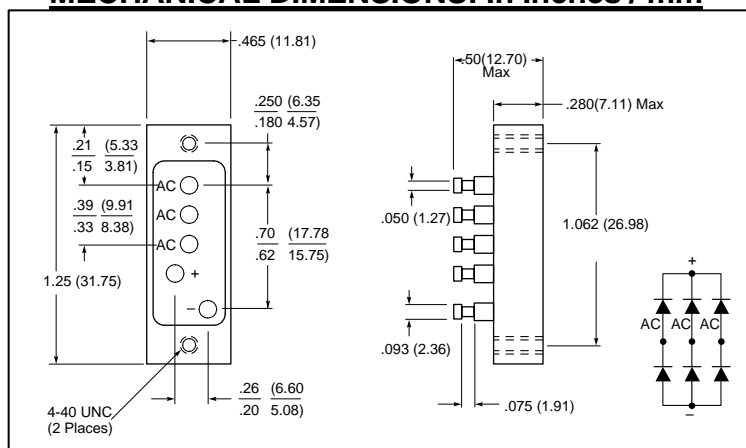 MECHANICAL DIMENSIONS: In Inches / mm
.465 (11.81)
.250 (6.35
.180 4.57)
.21 (5.33
.15 3.81)
AC
.39 (9.91
.33 8.38)
AC
.70 (17.78
.62 15.75)
+
1.25 (31.75)
–
.26 (6.60
.20 5.08)
4-40 UNC
(2 Places)
.50(12.70)
Max
.280(7.11) Max
.050 (1.27)
1.062 (26.98)
.093 (2.36)
.075 (1.91)
+
AC AC AC
–